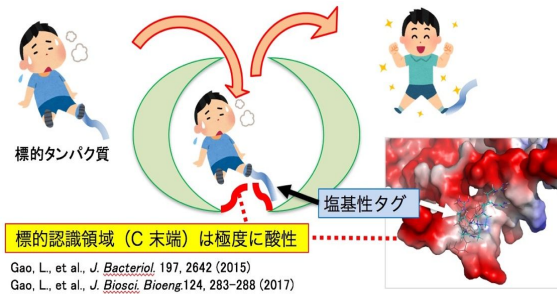 標的タンパク質
塩基性タグ
標的認識領域（C 末端）は極度に酸性
Gao, L., et al., J. Bacteriol. 197, 2642 (2015)
Gao, L., et al., J. Biosci. Bioeng.124, 283-288 (2017)